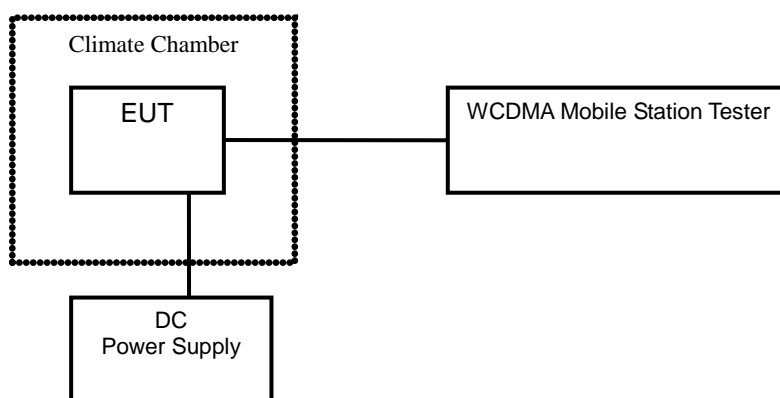 Climate Chamber
EUT
WCDMA Mobile Station Tester
DC
Power Supply